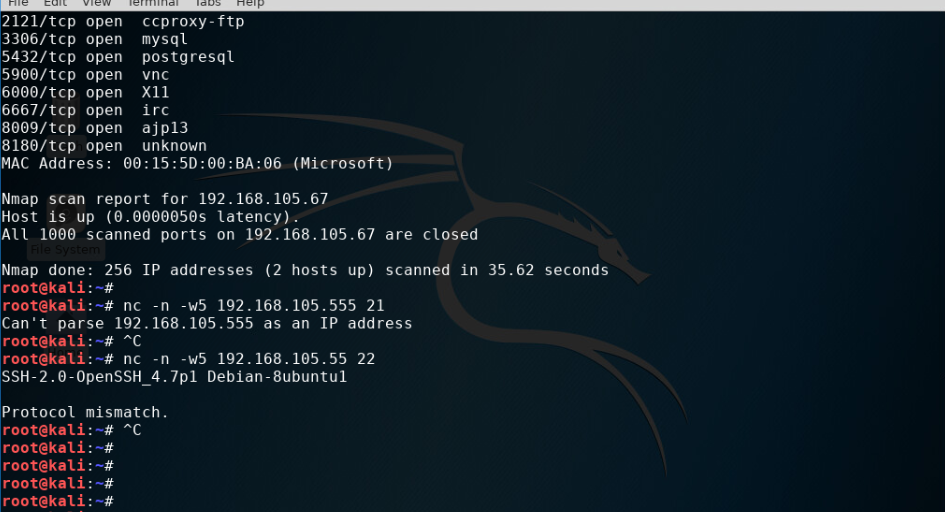 File Edit View Terminal Tabs Help
2121/tcp open  ccproxy-ftp
3306/tcp open  mysql
5432/tcp open  postgresql
5900/tcp open  vnc
6000/tcp open  X11
6667/tcp open  irc
8009/tcp open  ajp13
8180/tcp open  unknown
MAC Address: 00:15:5D:00:BA:06 (Microsoft)
Nmap scan report for 192.168.105.67
Host is up (0.0000050s latency).
All 1000 scanned ports on 192.168.105.67 are closed
File System
Nmap done: 256 IP addresses (2 hosts up) scanned in 35.62 seconds
root@kali:~#
root@kali:~# nc -n -w5 192.168.105.555 21
Can't parse 192.168.105.555 as an IP address
root@kali:~# ^C
root@kali:~# nc -n -w5 192.168.105.55 22
SSH-2.0-OpenSSH_4.7p1 Debian-8ubuntu1
Protocol mismatch.
root@kali:~# ^C
root@kali:~#
root@kali:~#
root@kali:~#
root@kali:~#